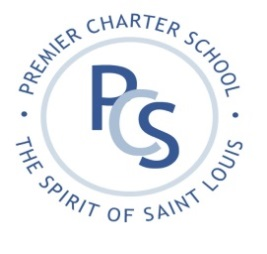 PREMIER CHARTER SCHOOL
PCS
THE SPIRIT OF SAINT LOUIS